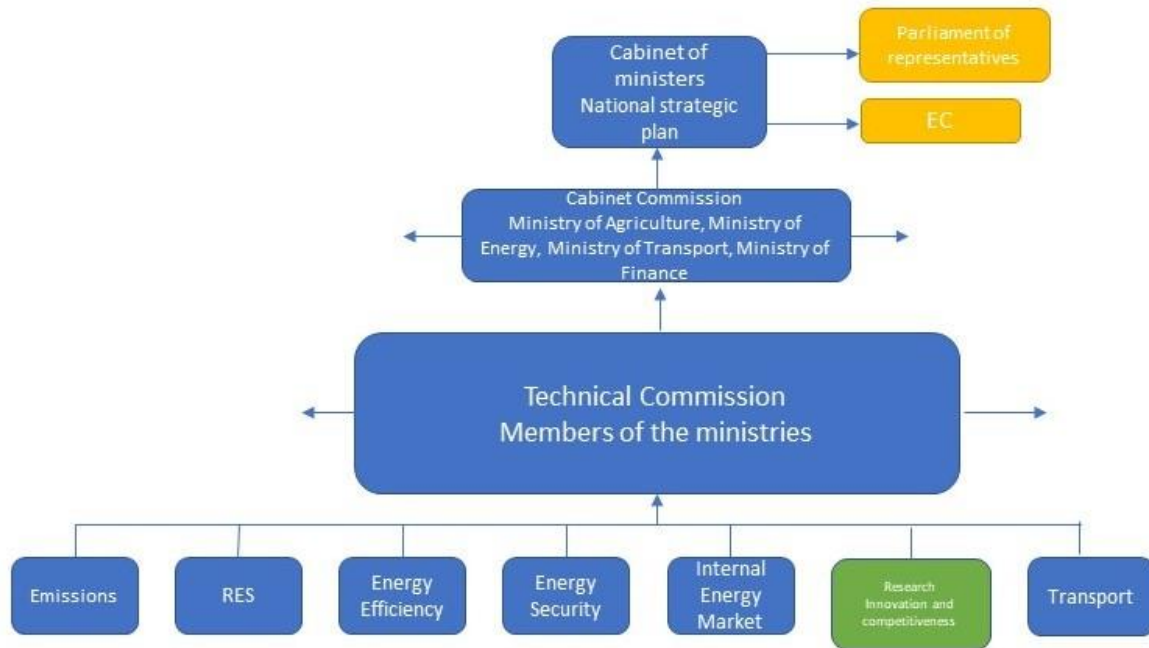 Cabinet of
ministers
National strategic
plan
Parliament of
representatives
EC
Cabinet Commission
Ministry of Agriculture, Ministry of
Energy, Ministry of Transport, Ministry of
Finance
Technical Commission
Members of the ministries
Emissions
RES
Energy
Efficiency
Energy
Security
Internal
Energy
Market
Research
Innovation and
competitiveness
Transport